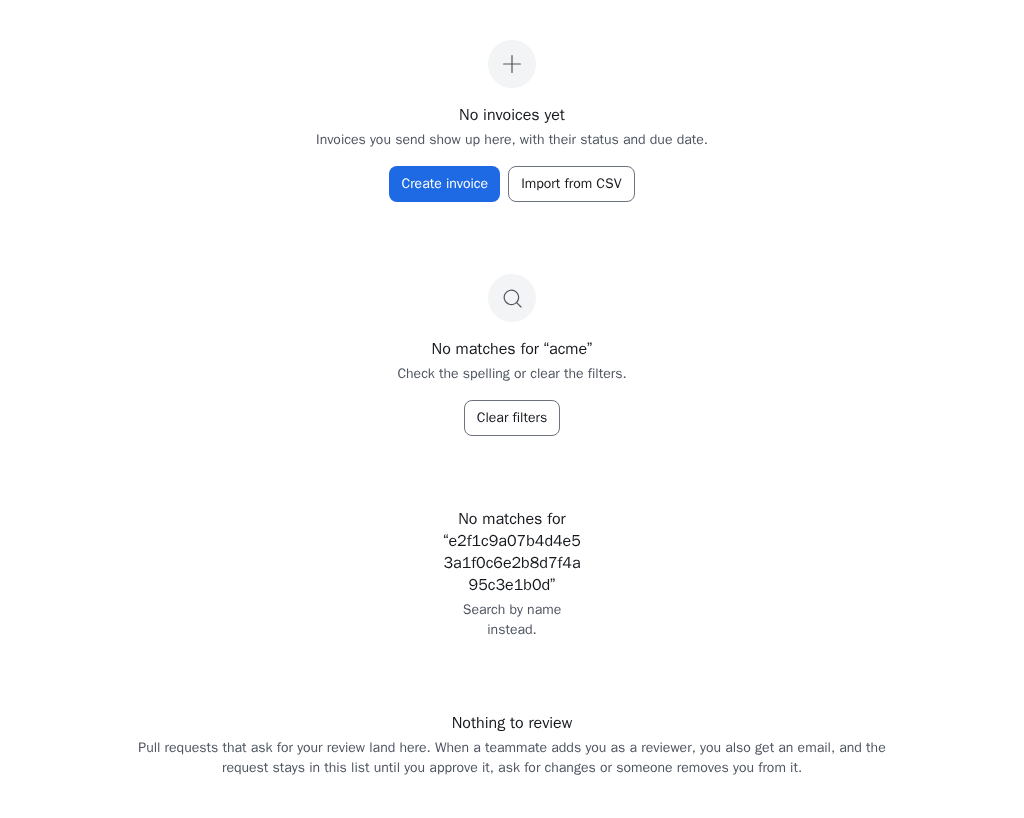 No invoices yet
Invoices you send show up here, with their status and due date.
Create invoice
Import from CSV
No matches for “acme”
Check the spelling or clear the filters.
Clear filters
No matches for
“e2f1c9a07b4d4e5
3a1f0c6e2b8d7f4a
95c3e1b0d”
Search by name
instead.
Nothing to review
Pull requests that ask for your review land here. When a teammate adds you as a reviewer, you also get an email, and the
request stays in this list until you approve it, ask for changes or someone removes you from it.